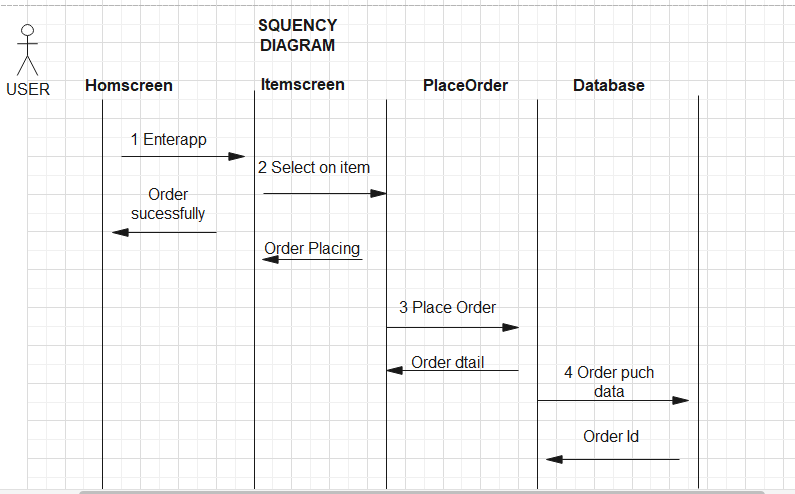 SQUENCY
DIAGRAM
USER
Homscreen
Itemscreen
PlaceOrder
Database
1 Enterapp
2 Select on item
Order
sucessfully
Order Placing
3 Place Order
Order dtail
4 Order puch
data
Order Id